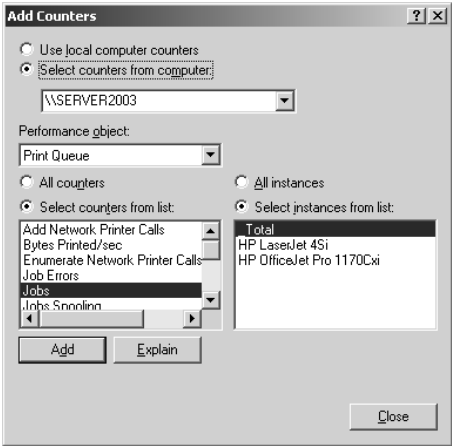 Add Counters
Use local computer counters
Select counters from computer:
\\SERVER2003
Performance object:
Print Queue
All counters
All instances
Select counters from list:
Select instances from list:
Add Network Printer Calls
Bytes Printed/sec
Enumerate Network Printer Calls
Job Errors
Jobs
Jobs Spooling
_Total
HP LaserJet 4Si
HP OfficeJet Pro 1170Cxi
Add
Explain
Close